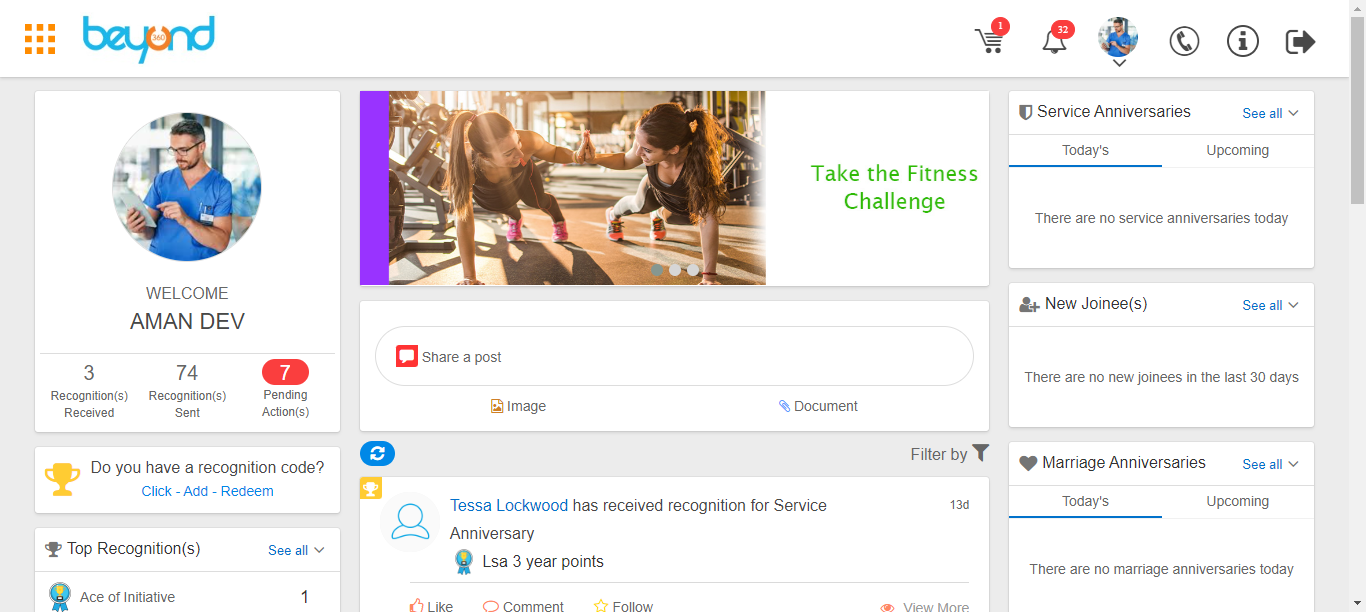 beyond
360
1
32
WELCOME
AMAN DEV
3
Recognition(s)
Received
74
Recognition(s)
Sent
7
Pending
Action(s)
Do you have a recognition code?
Click - Add - Redeem
Top Recognition(s)
See all
Ace of Initiative
1
Take the Fitness
Challenge
Share a post
Image
Document
Filter by
Tessa Lockwood has received recognition for Service
Anniversary
13d
Lsa 3 year points
Like
Comment
Follow
View More
Service Anniversaries
See all
Today's
Upcoming
There are no service anniversaries today
New Joinee(s)
See all
There are no new joinees in the last 30 days
Marriage Anniversaries
See all
Today's
Upcoming
There are no marriage anniversaries today